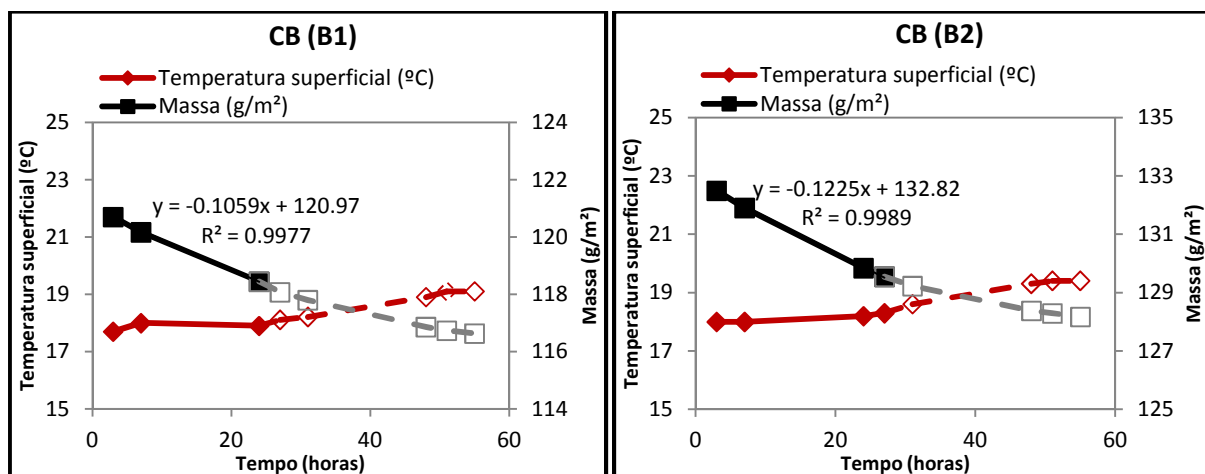 CB (B1)
Temperatura superficial (ºC)
Massa (g/m²)
Temperatura superficial (ºC)
25
23
21
19
17
15
y = -0.1059x + 120.97
R² = 0.9977
124
122
120
118
116
114
Massa (g/m²)
0
20
40
60
Tempo (horas)
CB (B2)
Temperatura superficial (ºC)
Massa (g/m²)
Temperatura superficial (ºC)
25
23
21
19
17
15
y = -0.1225x + 132.82
R² = 0.9989
135
133
131
129
127
125
Massa (g/m²)
0
20
40
60
Tempo (horas)